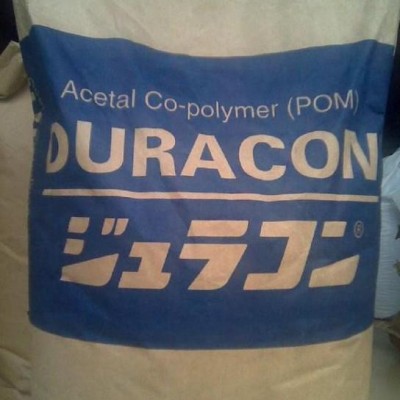 Acetal Co-polymer (POM)
DURACON
ジュラコン®